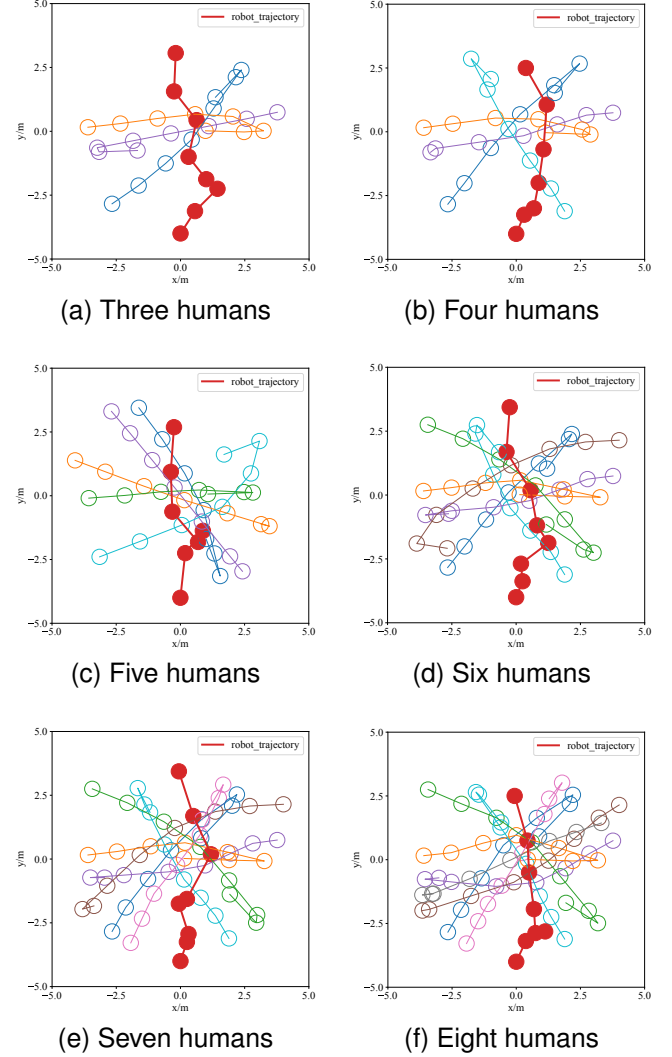 5.0
robot_trajectory
2.5
0.0
−2.5
−5.0
−5.0 −2.5 0.0 2.5 5.0
y/m
x/m
(a) Three humans
5.0
robot_trajectory
2.5
0.0
−2.5
−5.0
−5.0 −2.5 0.0 2.5 5.0
y/m
x/m
(b) Four humans
5.0
robot_trajectory
2.5
0.0
−2.5
−5.0
−5.0 −2.5 0.0 2.5 5.0
y/m
x/m
(c) Five humans
5.0
robot_trajectory
2.5
0.0
−2.5
−5.0
−5.0 −2.5 0.0 2.5 5.0
y/m
x/m
(d) Six humans
5.0
robot_trajectory
2.5
0.0
−2.5
−5.0
−5.0 −2.5 0.0 2.5 5.0
y/m
x/m
(e) Seven humans
5.0
robot_trajectory
2.5
0.0
−2.5
−5.0
−5.0 −2.5 0.0 2.5 5.0
y/m
x/m
(f) Eight humans